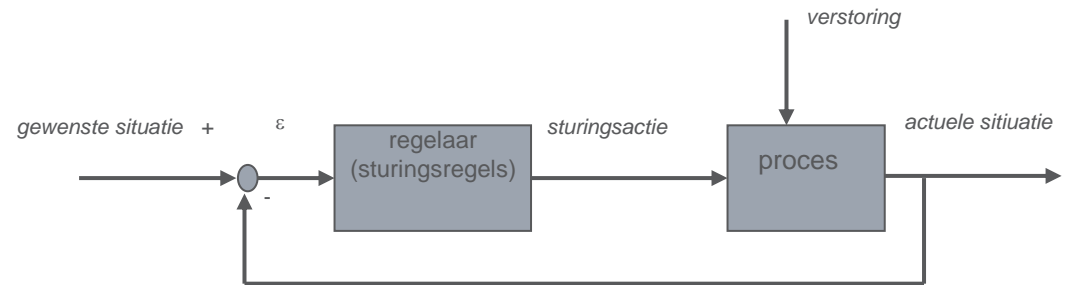 verstoring
gewenste situatie +
ε
regelaar
(sturingsregels)
sturingsactie
proces
actuele sitiuatie
-